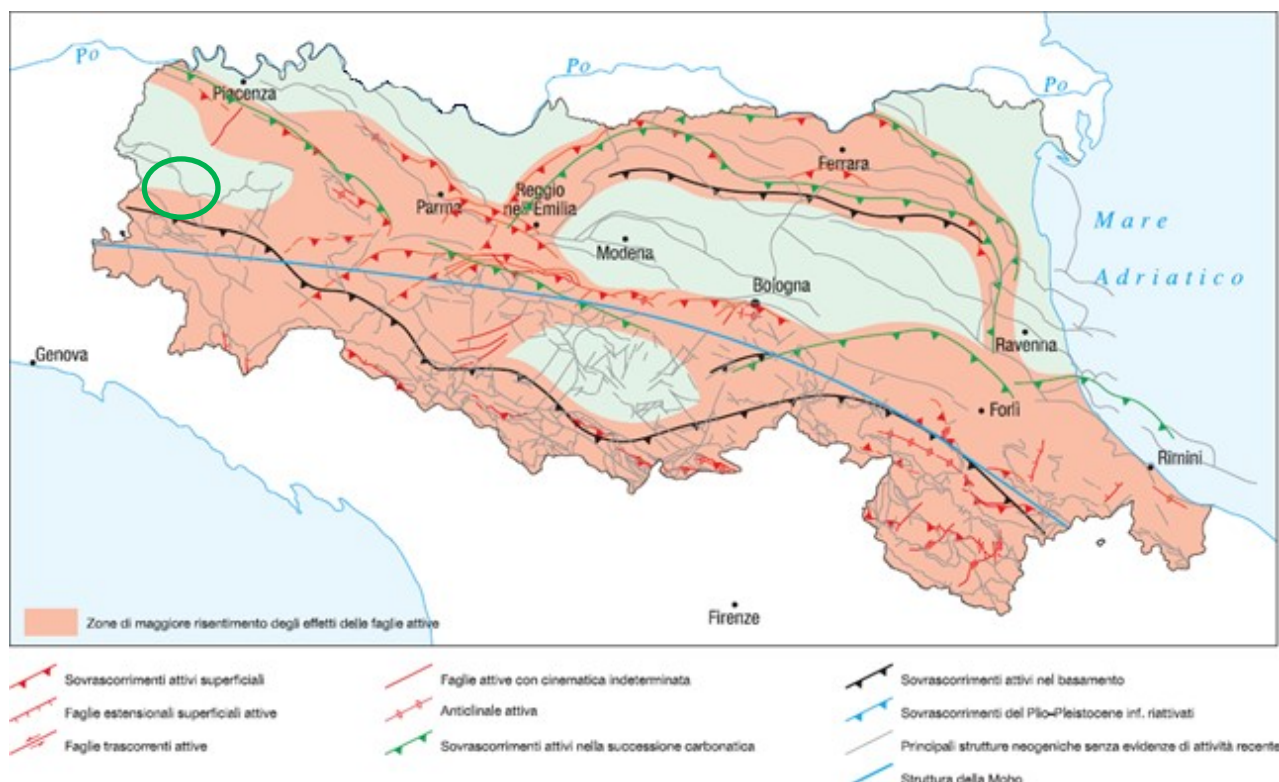 Po
Po
Po
Piacenza
Ferrara
Parma
Reggio
nell'Emilia
Modena
Mare
Adriatico
Bologna
Ravenna
Genova
Forlì
Rimini
Firenze
Zone di maggiore risentimento degli effetti delle faglie attive
Sovrascorrimenti attivi superficiali
Faglie estensionali superficiali attive
Faglie trascorrenti attive
Faglie attive con cinematica indeterminata
Anticlinale attiva
Sovrascorrimenti attivi nella successione carbonatica
Sovrascorrimenti attivi nel basamento
Sovrascorrimenti del Plio-Pleistocene inf. riattivati
Principali strutture neogeniche senza evidenze di attività recente
Struttura della Moho